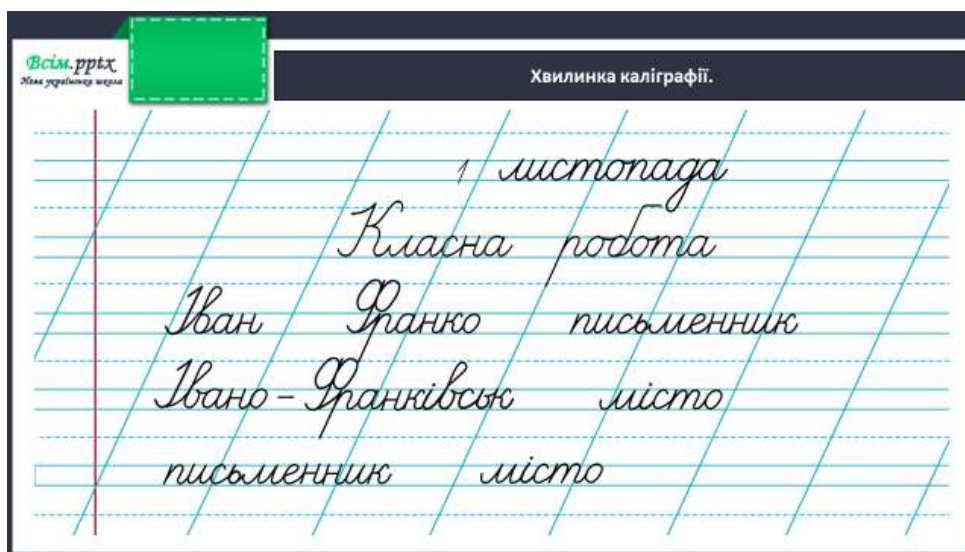 Всім.pptx
Нова українська школа
Хвилинка каліграфії.
1 листопада
Класна робота
Іван Франко письменник
Івано-Франківськ місто
письменник місто